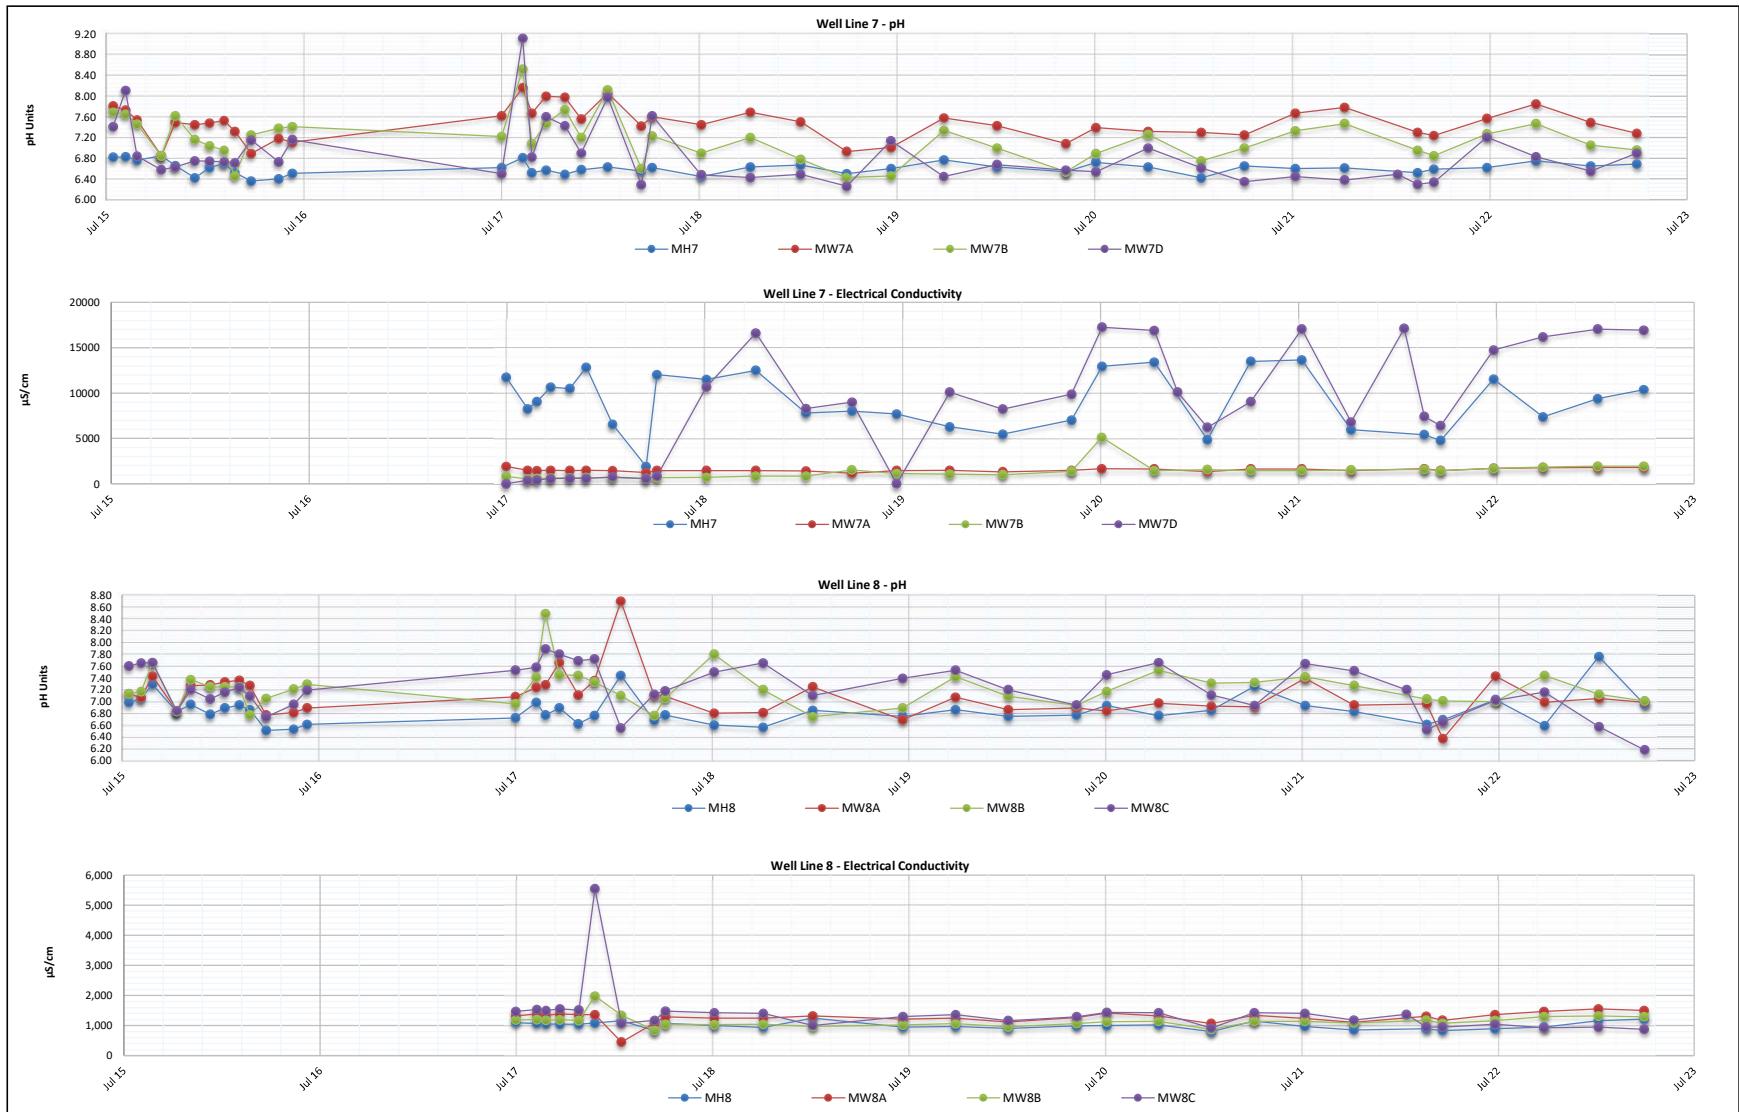 Well Line 7 - pH
pH Units
9.20
8.80
8.40
8.00
7.60
7.20
6.80
6.40
6.00
Jul 15 Jul 16 Jul 17 Jul 18 Jul 19 Jul 20 Jul 21 Jul 22 Jul 23
MH7 MW7A MW7B MW7D
Well Line 7 - Electrical Conductivity
µS/cm
20000
15000
10000
5000
0
Jul 15 Jul 16 Jul 17 Jul 18 Jul 19 Jul 20 Jul 21 Jul 22 Jul 23
MH7 MW7A MW7B MW7D
Well Line 8 - pH
pH Units
8.80
8.60
8.40
8.20
8.00
7.80
7.60
7.40
7.20
7.00
6.80
6.60
6.40
6.20
6.00
Jul 15 Jul 16 Jul 17 Jul 18 Jul 19 Jul 20 Jul 21 Jul 22 Jul 23
MH8 MW8A MW8B MW8C
Well Line 8 - Electrical Conductivity
µS/cm
6,000
5,000
4,000
3,000
2,000
1,000
0
Jul 15 Jul 16 Jul 17 Jul 18 Jul 19 Jul 20 Jul 21 Jul 22 Jul 23
MH8 MW8A MW8B MW8C